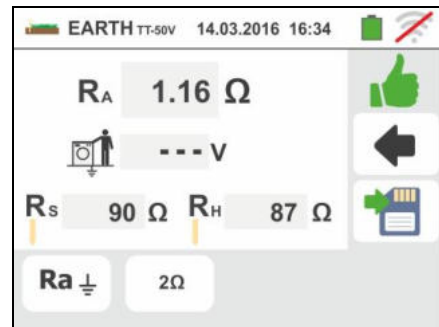 EARTH TT-50V 14.03.2016 16:34
RA 1.16 Ω
--- V
RS 90 Ω RH 87 Ω
Ra 2Ω